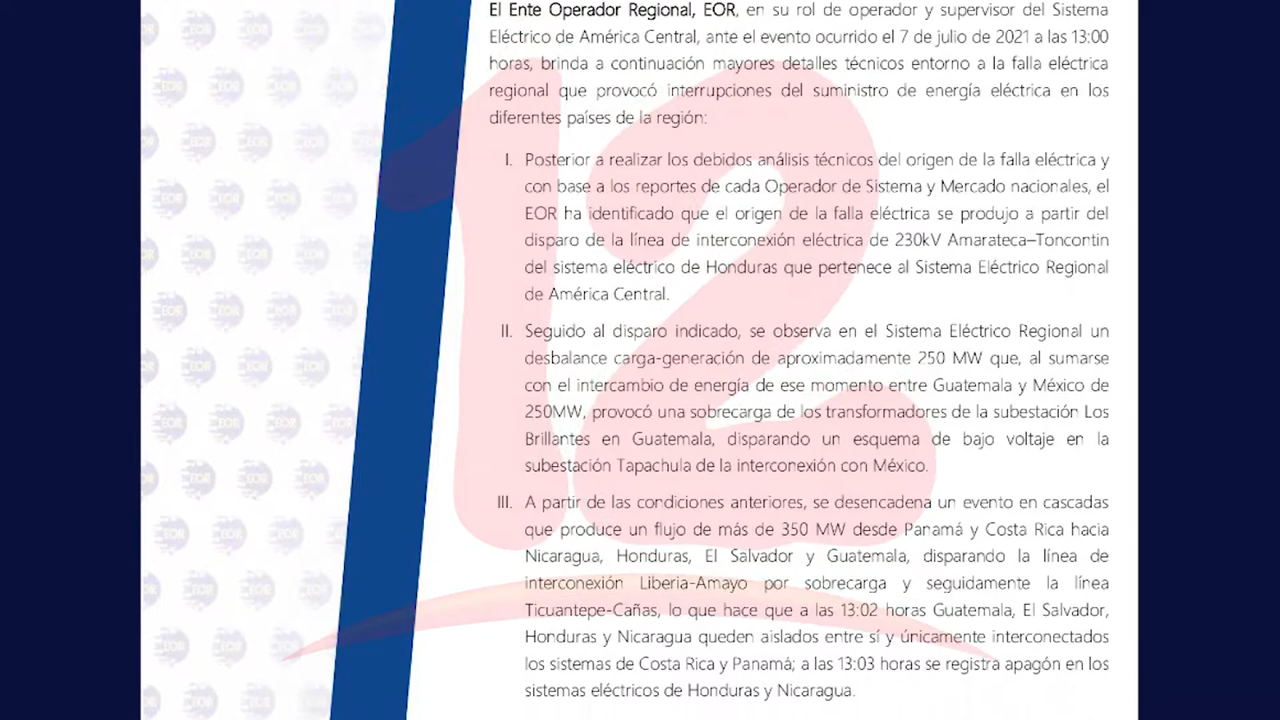 El Ente Operador Regional, EOR, en su rol de operador y supervisor del Sistema
Eléctrico de América Central, ante el evento ocurrido el 7 de julio de 2021 a las 13:00
horas, brinda a continuación mayores detalles técnicos entorno a la falla eléctrica
regional que provocó interrupciones del suministro de energía eléctrica en los
diferentes países de la región:
I. Posterior a realizar los debidos análisis técnicos del origen de la falla eléctrica y
con base a los reportes de cada Operador de Sistema y Mercado nacionales, el
EOR ha identificado que el origen de la falla eléctrica se produjo a partir del
disparo de la línea de interconexión eléctrica de 230kV Amarateca–Toncontin
del sistema eléctrico de Honduras que pertenece al Sistema Eléctrico Regional
de América Central.
II. Seguido al disparo indicado, se observa en el Sistema Eléctrico Regional un
desbalance carga-generación de aproximadamente 250 MW que, al sumarse
con el intercambio de energía de ese momento entre Guatemala y México de
250MW, provocó una sobrecarga de los transformadores de la subestación Los
Brillantes en Guatemala, disparando un esquema de bajo voltaje en la
subestación Tapachula de la interconexión con México.
III. A partir de las condiciones anteriores, se desencadena un evento en cascadas
que produce un flujo de más de 350 MW desde Panamá y Costa Rica hacia
Nicaragua, Honduras, El Salvador y Guatemala, disparando la línea de
interconexión Liberia-Amayo por sobrecarga y seguidamente la línea
Ticuantepe-Cañas, lo que hace que a las 13:02 horas Guatemala, El Salvador,
Honduras y Nicaragua queden aislados entre sí y únicamente interconectados
los sistemas de Costa Rica y Panamá; a las 13:03 horas se registra apagón en los
sistemas eléctricos de Honduras y Nicaragua.
12
EOR